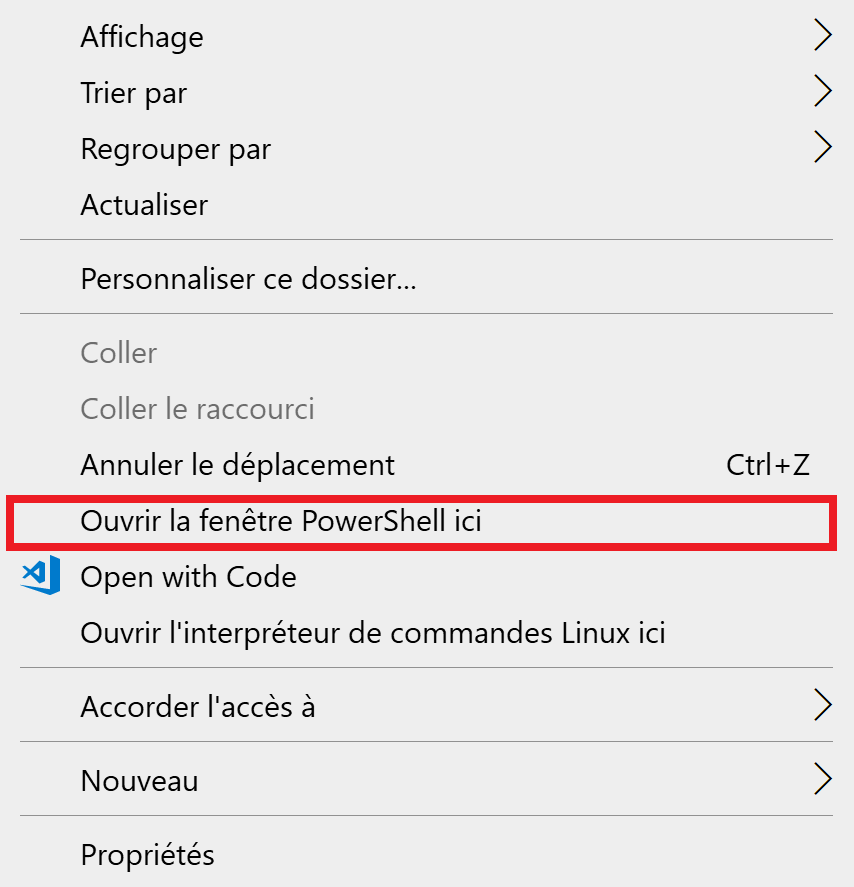 Affichage
Trier par
Regrouper par
Actualiser
Personnaliser ce dossier...
Coller
Coller le raccourci
Annuler le déplacement Ctrl+Z
Ouvrir la fenêtre PowerShell ici
Open with Code
Ouvrir l'interpréteur de commandes Linux ici
Accorder l'accès à
Nouveau
Propriétés